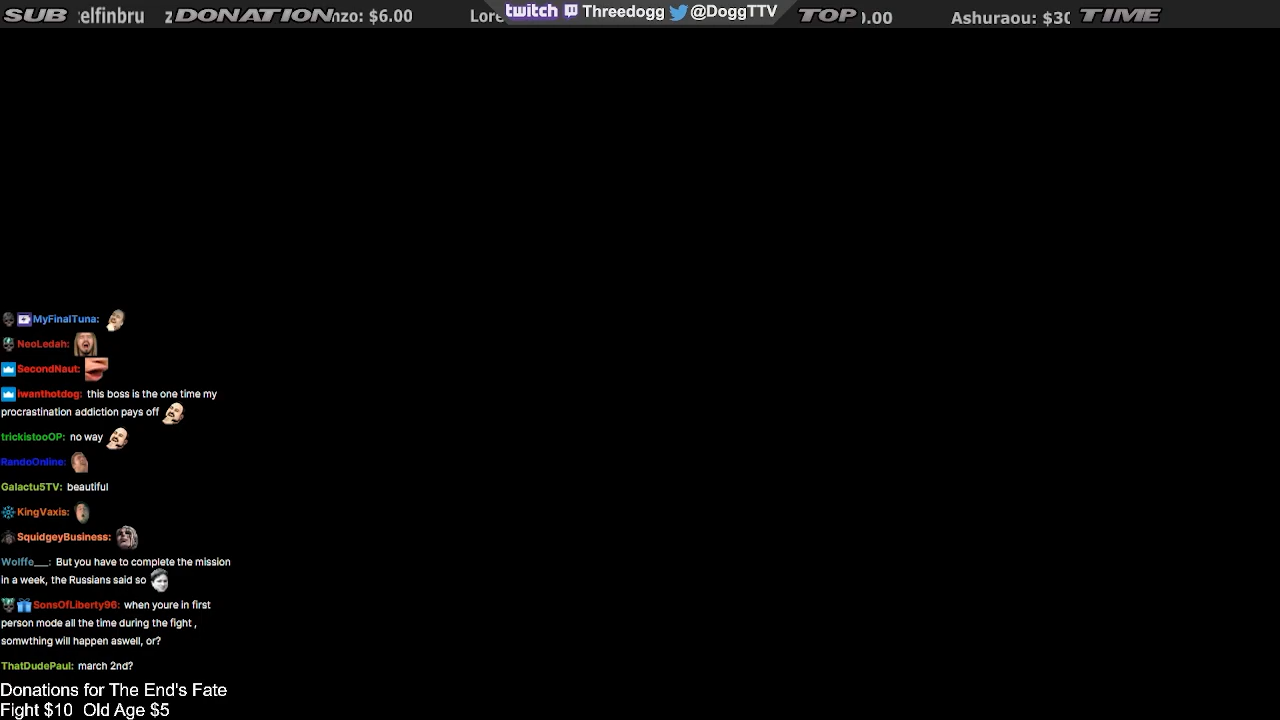 SUB elfinbru z DONATION nzo: $6.00 Lore twitch Threedogg @DoggTTV TOP 0.00 Ashuraou: $30 TIME
MyFinalTuna:
NeoLedah:
SecondNaut:
iwanthotdog: this boss is the one time my
procrastination addiction pays off
trickistooOP: no way
RandoOnline:
Galactu5TV: beautiful
KingVaxis:
SquidgeyBusiness:
Wolffe__: But you have to complete the mission
in a week, the Russians said so
SonsOfLiberty96: when youre in first
person mode all the time during the fight ,
somwthing will happen aswell, or?
ThatDudePaul: march 2nd?
Donations for The End's Fate
Fight $10 Old Age $5